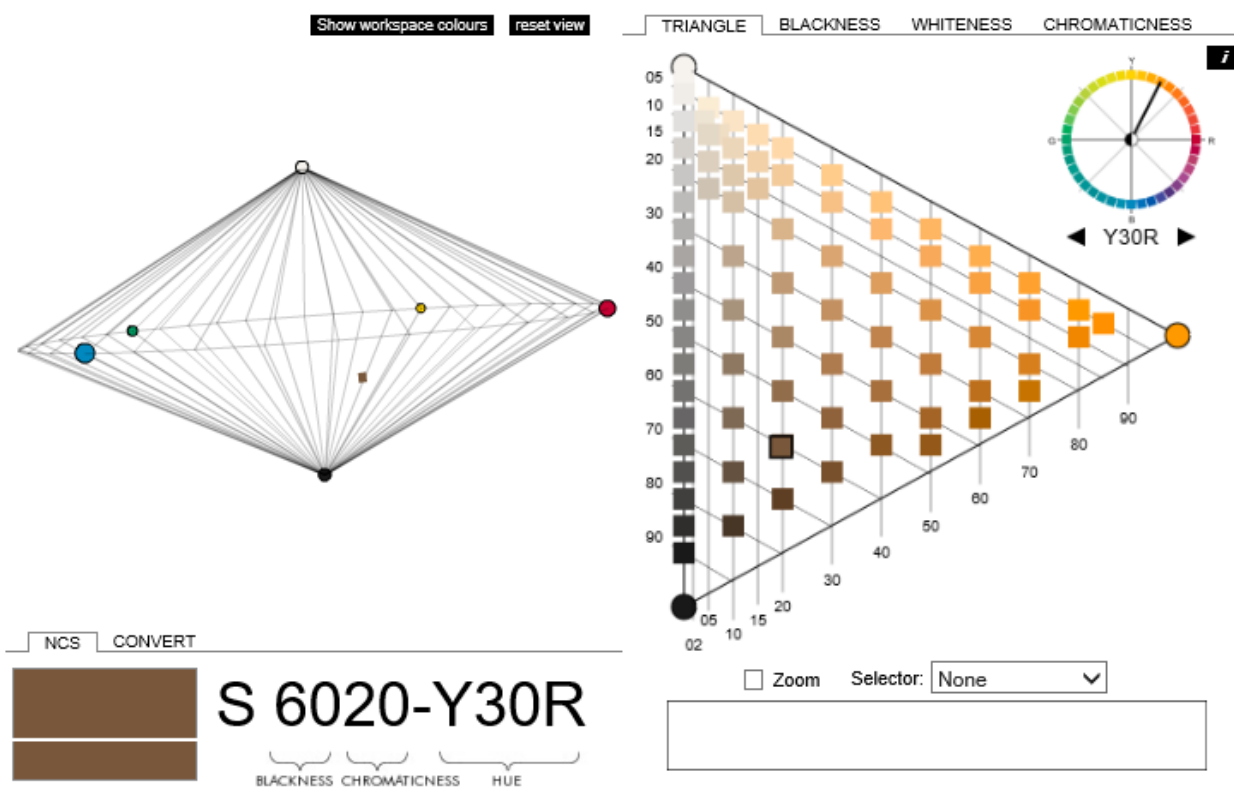 Show workspace colours
reset view
TRIANGLE
BLACKNESS
WHITENESS
CHROMATICNESS
i
05
10
15
20
30
40
50
60
70
90
Y
G
R
B
Y30R
90
80
70
60
50
40
30
20
15
10
05
02
NCS
CONVERT
S 6020-Y30R
BLACKNESS
CHROMATICNESS
HUE
Zoom
Selector:
None